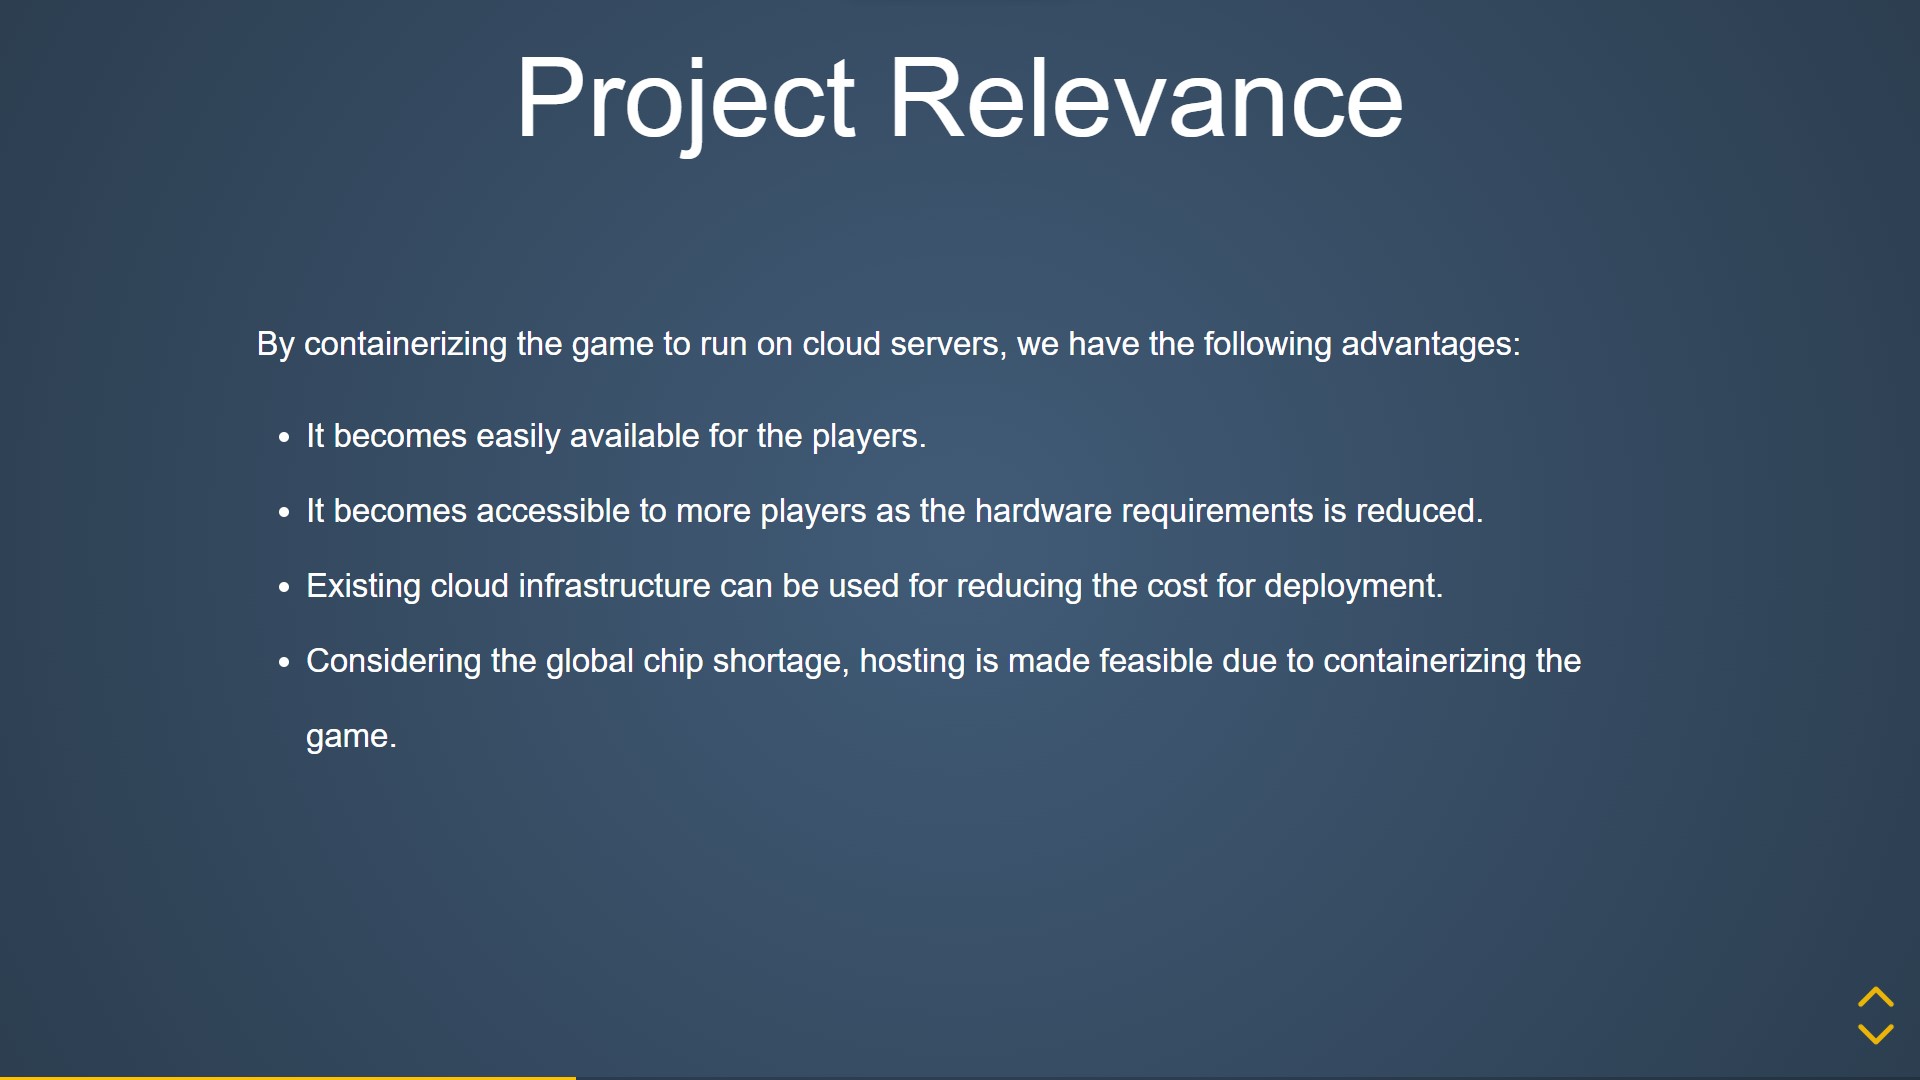 Project Relevance
By containerizing the game to run on cloud servers, we have the following advantages:
• It becomes easily available for the players.
• It becomes accessible to more players as the hardware requirements is reduced.
• Existing cloud infrastructure can be used for reducing the cost for deployment.
• Considering the global chip shortage, hosting is made feasible due to containerizing the
game.